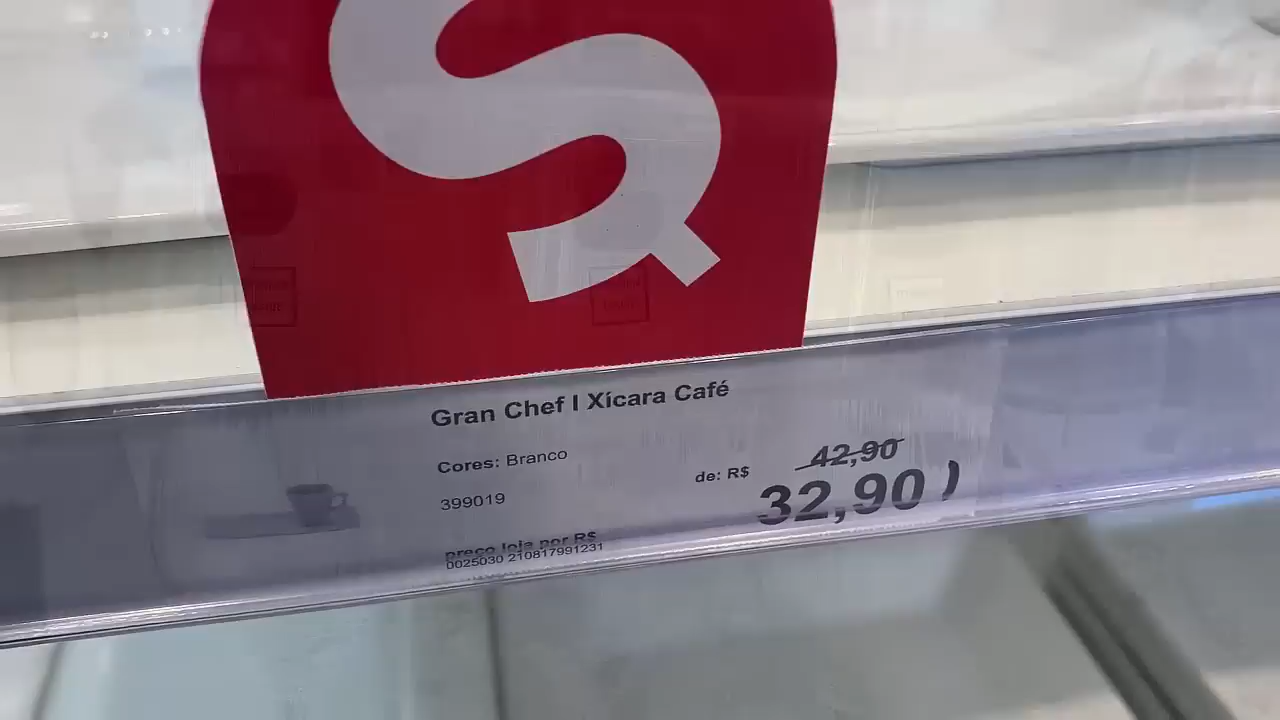 Gran Chef I Xícara Café
Cores: Branco
399019
de: R$ 42,90
32,90
preço loja por R$
0025030 210817991231